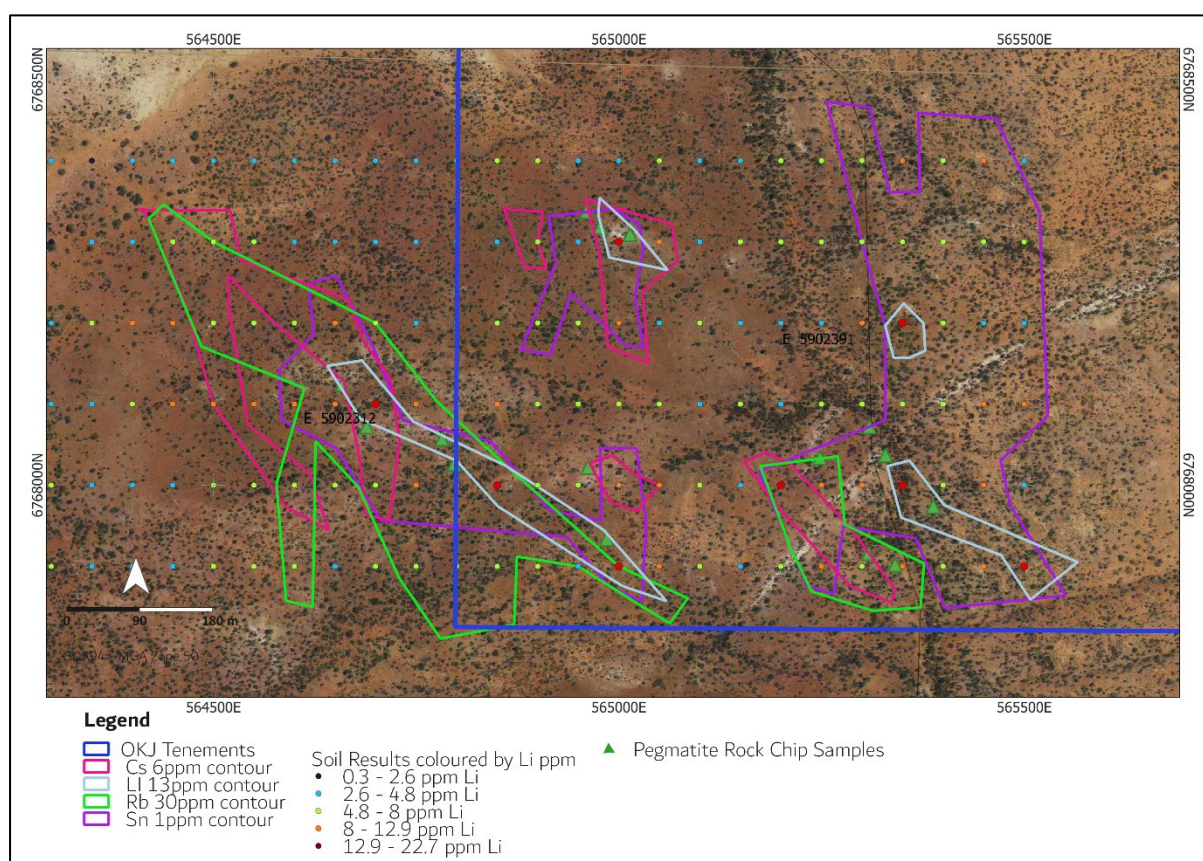 564500E 565000E 565500E
6768500N 6768500N
E 5902391
E 5902312
6768000N 6768000N
0 90 180 m
564500E 565000E 565500E
Legend
OKJ Tenements
Cs 6ppm contour
LI 13ppm contour
Rb 30ppm contour
Sn 1ppm contour
Soil Results coloured by Li ppm
0.3 - 2.6 ppm Li
2.6 - 4.8 ppm Li
4.8 - 8 ppm Li
8 - 12.9 ppm Li
12.9 - 22.7 ppm Li
Pegmatite Rock Chip Samples